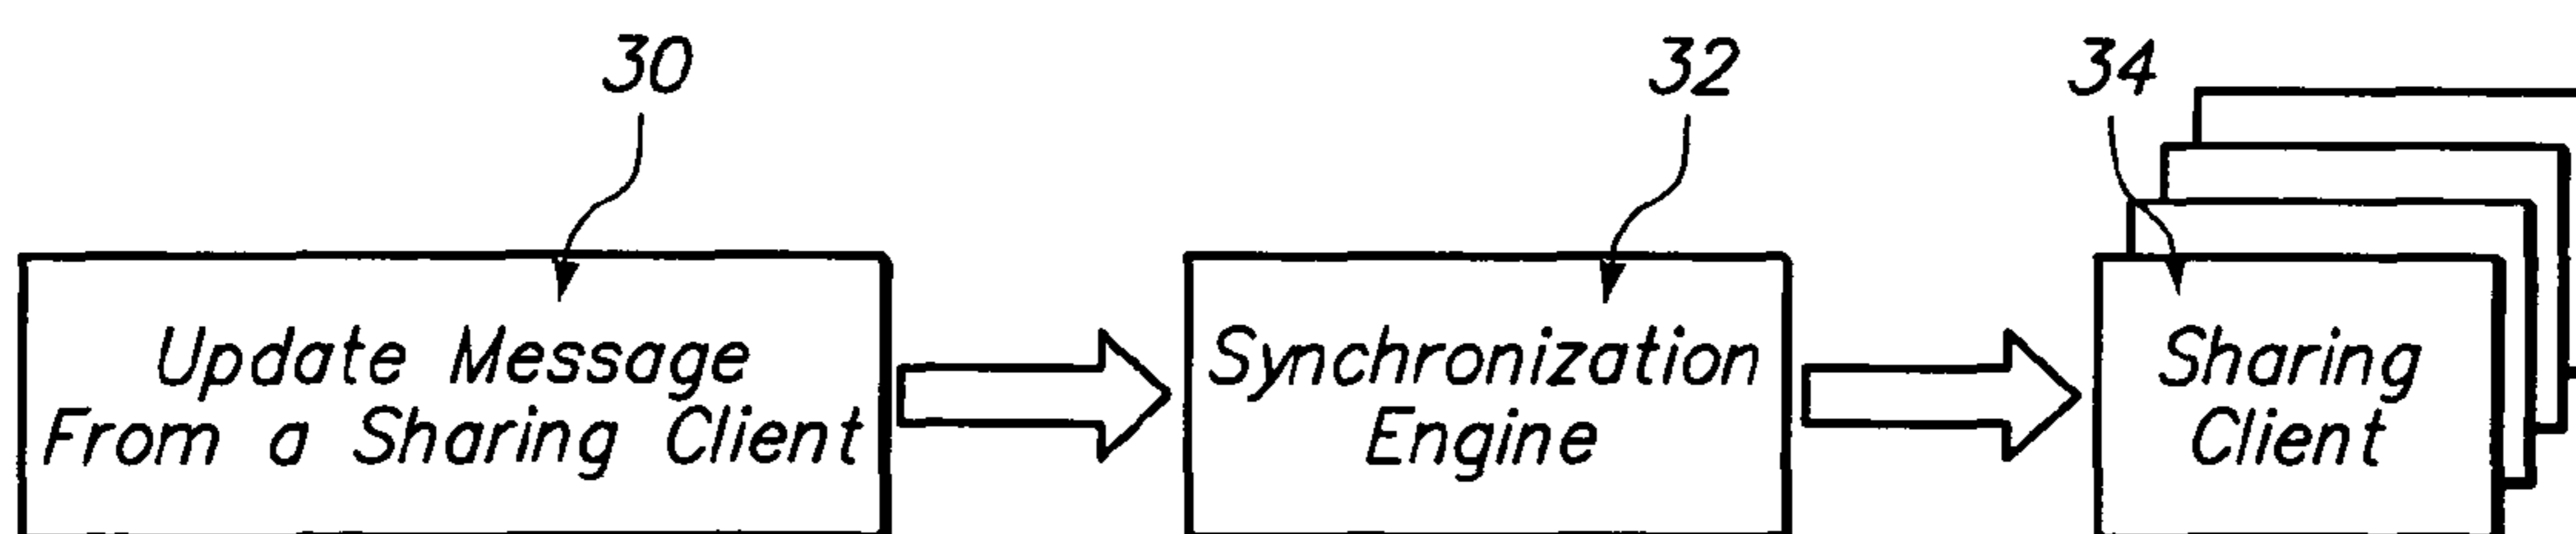 30
32
34
Update Message
From a Sharing Client
Synchronization
Engine
Sharing
Client